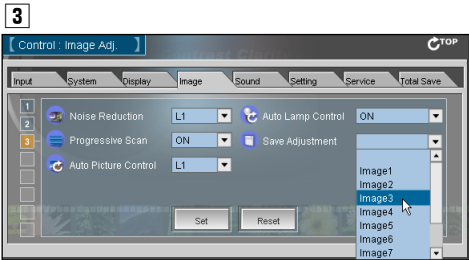 3
Control : Image Adj.
TOP
Input System Display Image Sound Setting Service Total Save
1
2
3
Noise Reduction L1 Auto Lamp Control ON
Progressive Scan ON Save Adjustment
Auto Picture Control L1
Image1
Image2
Image3
Image4
Image5
Image6
Image7
Set Reset